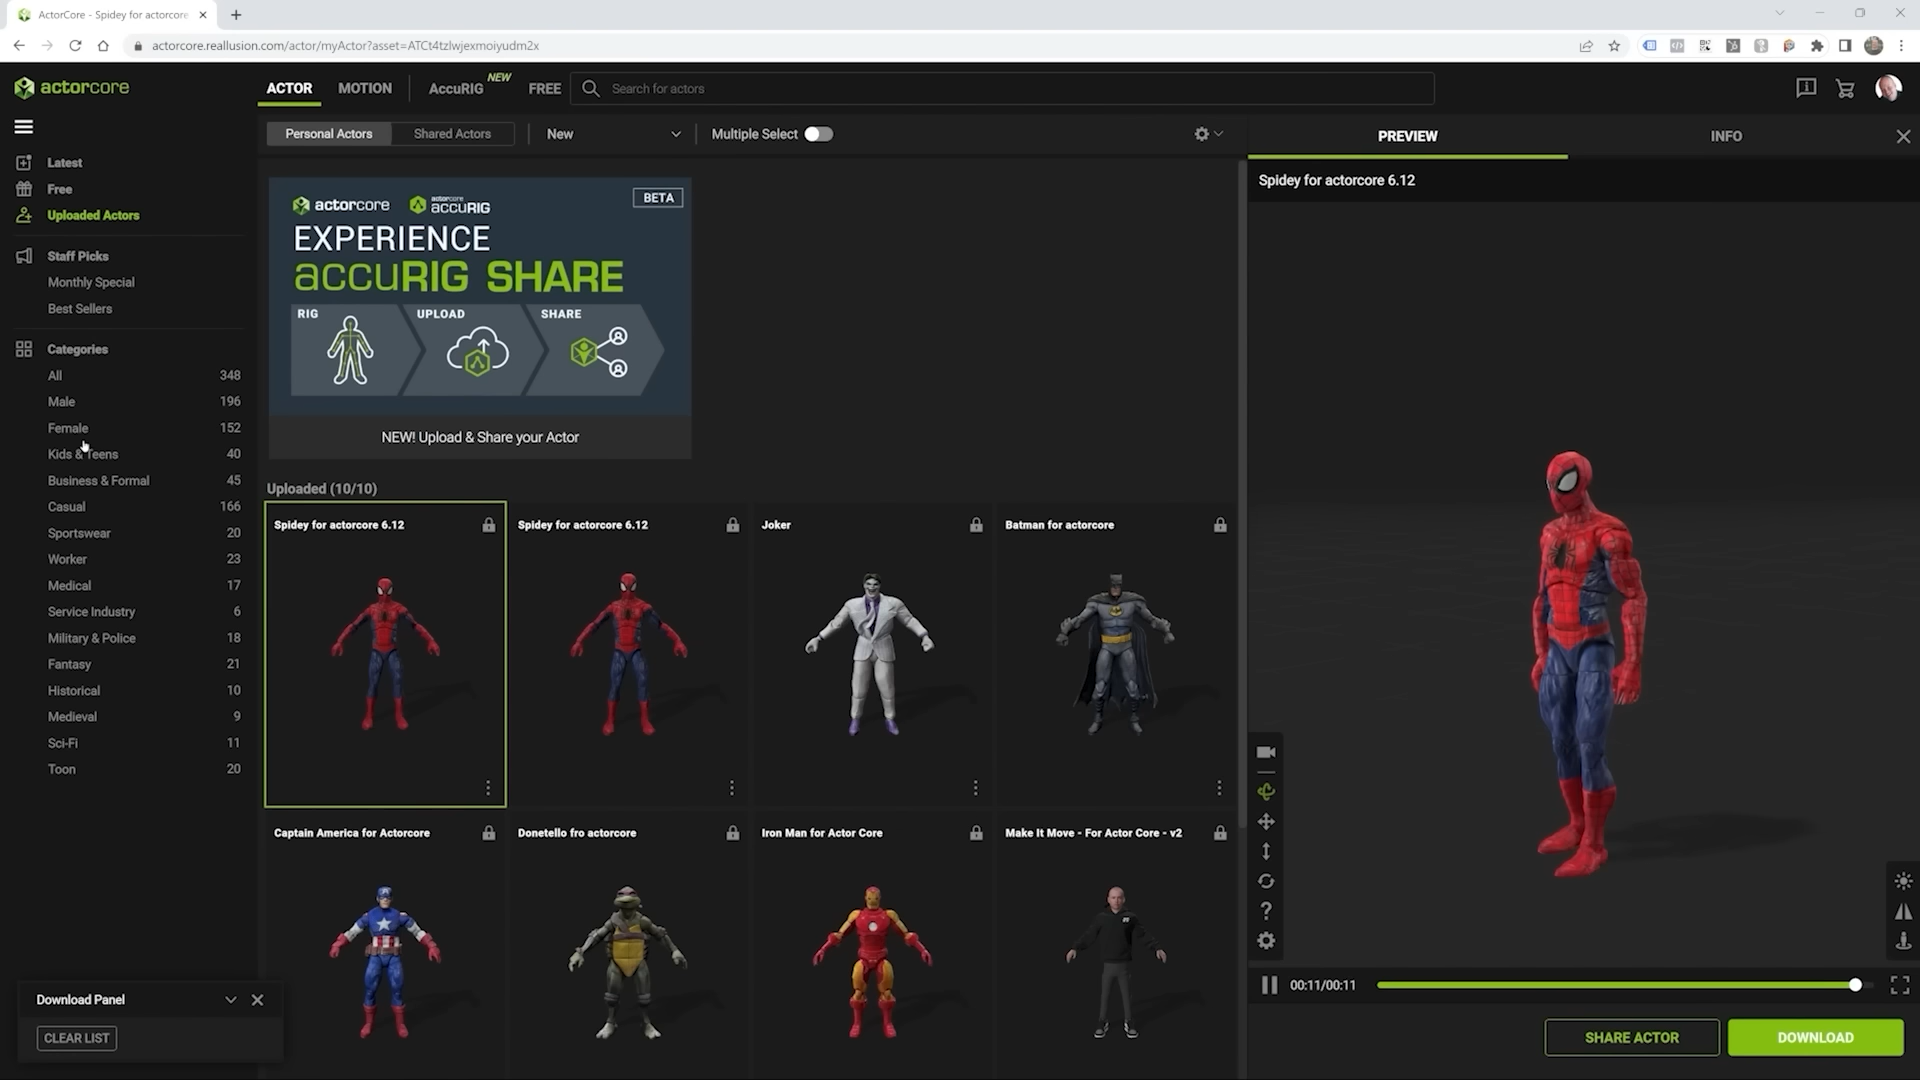 ActorCore - Spidey for actorcore
actorcore.reallusion.com/actor/myActor?asset=ATCt4tzlwjexmoiyudm2x
actorcore
ACTOR
MOTION
AccuRIG
NEW
FREE
Search for actors
Personal Actors
Shared Actors
New
Multiple Select
PREVIEW
INFO
Latest
Free
Uploaded Actors
Staff Picks
Monthly Special
Best Sellers
Categories
All 348
Male 196
Female 152
Kids & Teens 40
Business & Formal 45
Casual 166
Sportswear 20
Worker 23
Medical 17
Service Industry 6
Military & Police 18
Fantasy 21
Historical 10
Medieval 9
Sci-Fi 11
Toon 20
Download Panel
CLEAR LIST
actorcore
actorcore accuRIG
BETA
EXPERIENCE
accuRIG SHARE
RIG
UPLOAD
SHARE
NEW! Upload & Share your Actor
Uploaded (10/10)
Spidey for actorcore 6.12
Spidey for actorcore 6.12
Joker
Batman for actorcore
Captain America for Actorcore
Donetello fro actorcore
Iron Man for Actor Core
Make It Move - For Actor Core - v2
Spidey for actorcore 6.12
00:11/00:11
SHARE ACTOR
DOWNLOAD